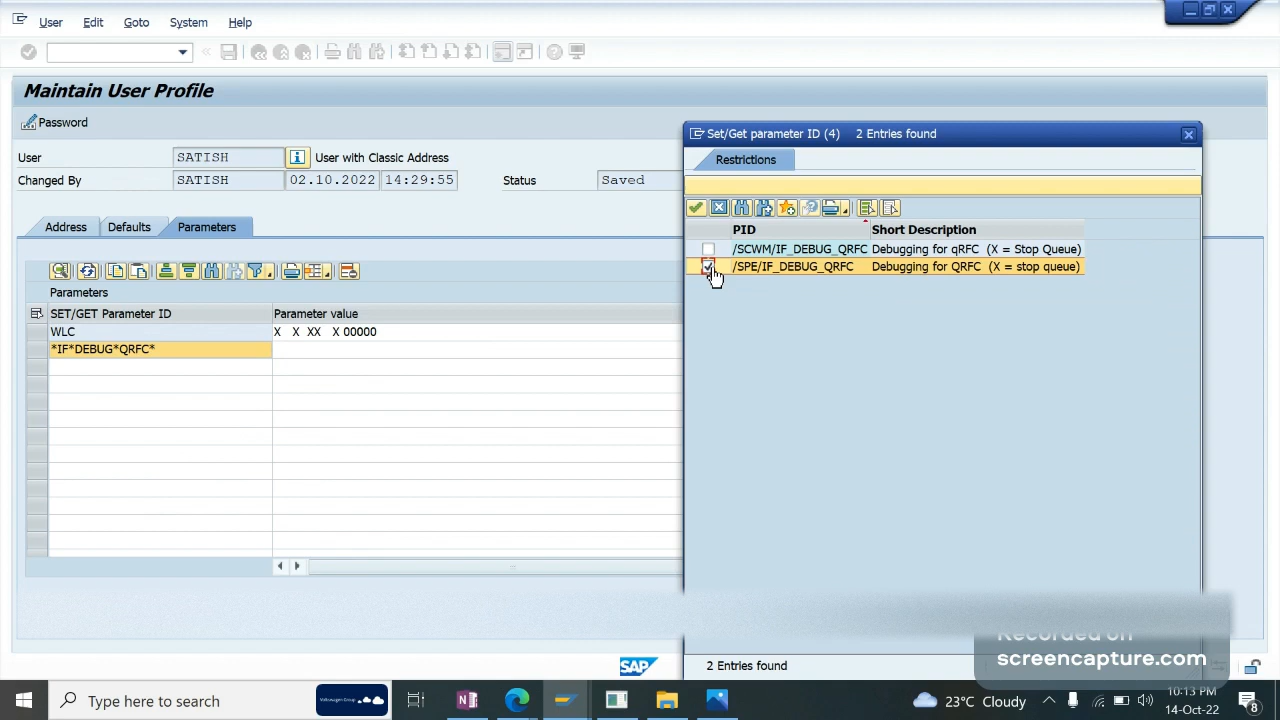 User Edit Goto System Help
Maintain User Profile
Password
User SATISH User with Classic Address
Changed By SATISH 02.10.2022 14:29:55 Status Saved
Address Defaults Parameters
Parameters
SET/GET Parameter ID Parameter value
WLC X X XX X 00000
*IF*DEBUG*QRFC*
Set/Get parameter ID (4) 2 Entries found
Restrictions
PID Short Description
/SCWM/IF_DEBUG_QRFC Debugging for qRFC (X = Stop Queue)
/SPE/IF_DEBUG_QRFC Debugging for QRFC (X = stop queue)
Recorded on
screencapture.com
SAP 2 Entries found
Type here to search
23°C Cloudy
10:13 PM
14-Oct-22
8